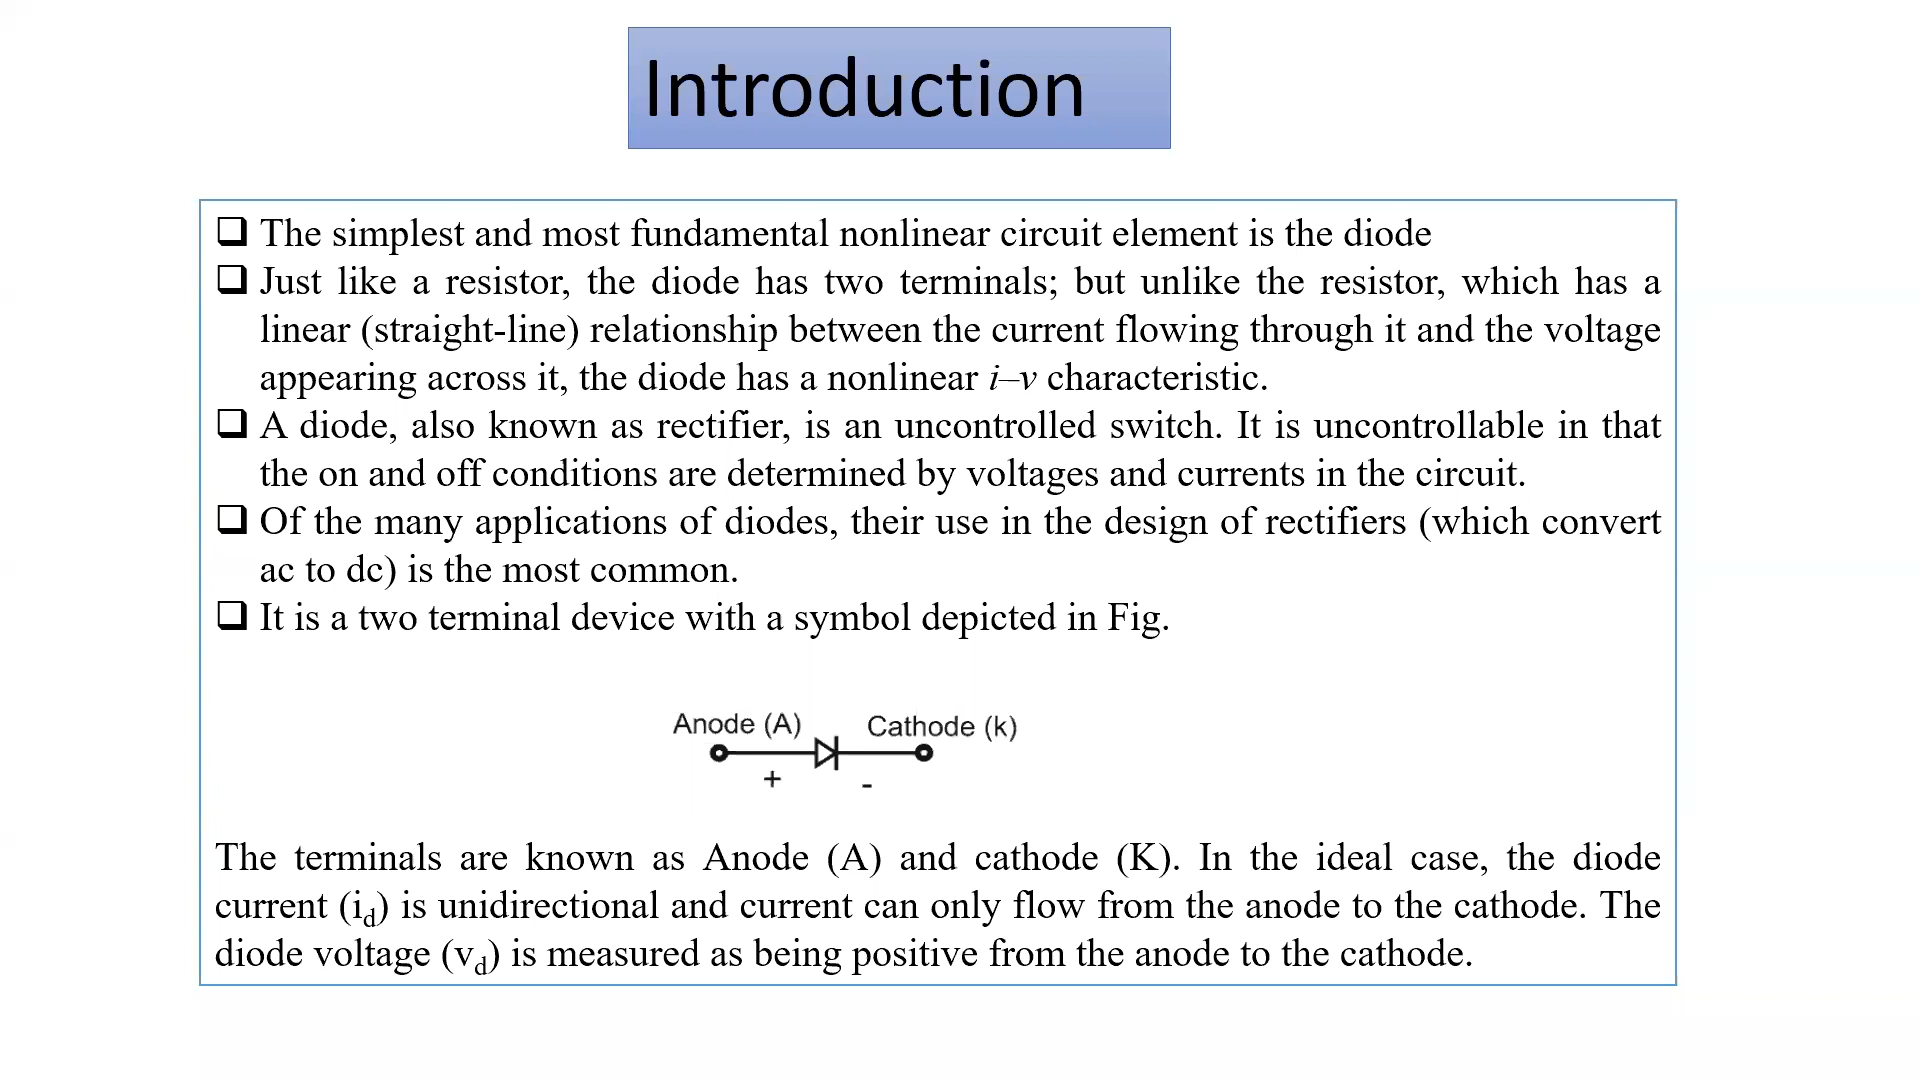 Introduction
❑ The simplest and most fundamental nonlinear circuit element is the diode
❑ Just like a resistor, the diode has two terminals; but unlike the resistor, which has a
linear (straight-line) relationship between the current flowing through it and the voltage
appearing across it, the diode has a nonlinear i–v characteristic.
❑ A diode, also known as rectifier, is an uncontrolled switch. It is uncontrollable in that
the on and off conditions are determined by voltages and currents in the circuit.
❑ Of the many applications of diodes, their use in the design of rectifiers (which convert
ac to dc) is the most common.
❑ It is a two terminal device with a symbol depicted in Fig.
Anode (A) Cathode (k)
+ -
The terminals are known as Anode (A) and cathode (K). In the ideal case, the diode
current (id) is unidirectional and current can only flow from the anode to the cathode. The
diode voltage (vd) is measured as being positive from the anode to the cathode.